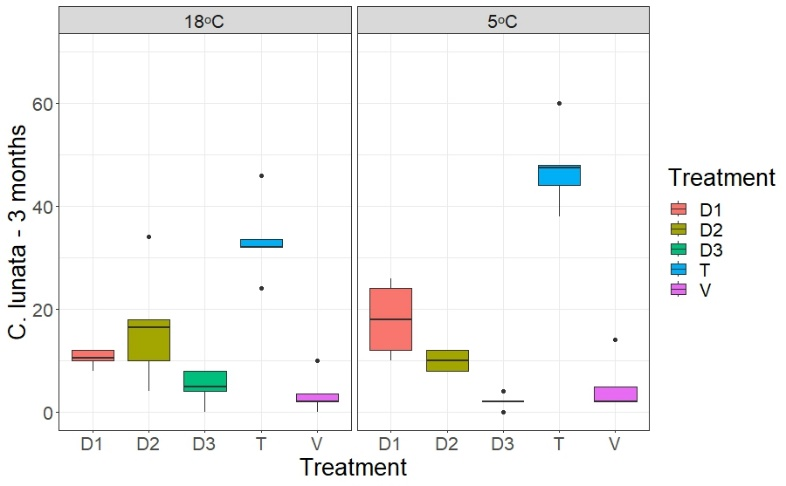 18ºC 5ºC
C. lunata - 3 months
60
40
20
0
D1 D2 D3 T V D1 D2 D3 T V
Treatment
Treatment
D1
D2
D3
T
V